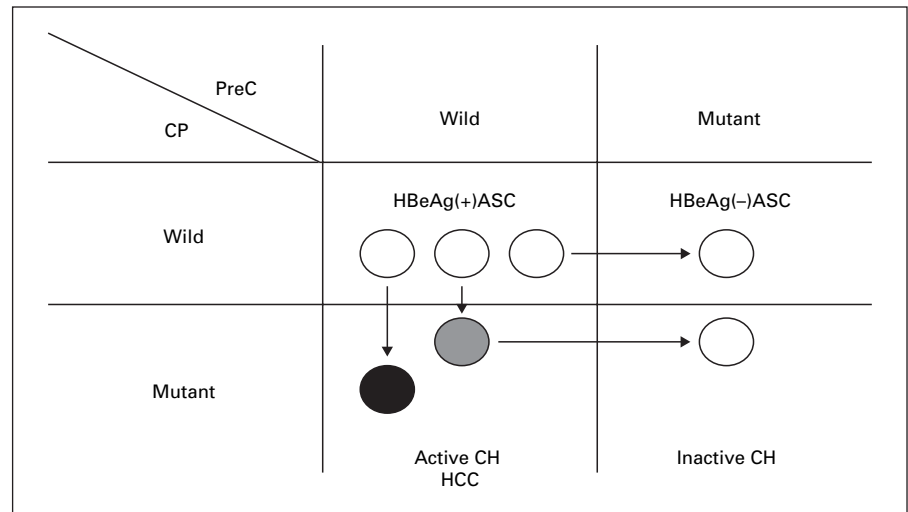 PreC
CP
Wild
Mutant
HBeAg(+)ASC
HBeAg(–)ASC
Wild
Mutant
Active CH
HCC
Inactive CH